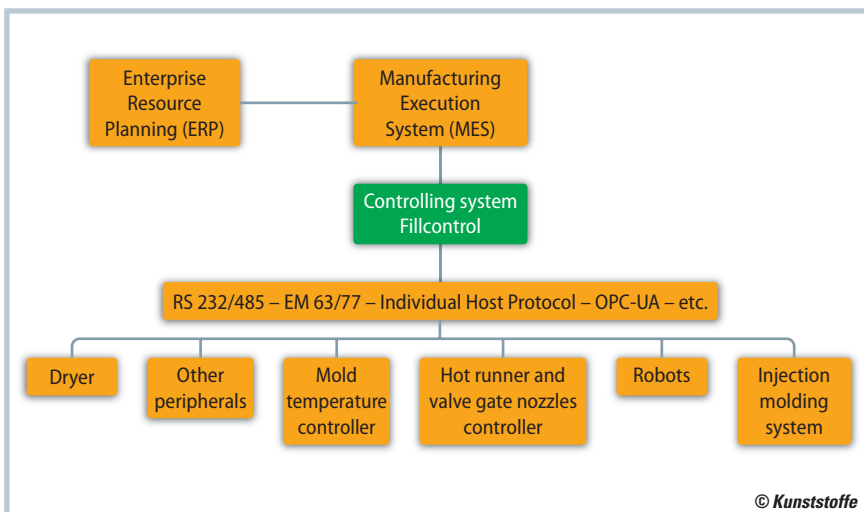 Enterprise
Resource
Planning (ERP)
Manufacturing
Execution
System (MES)
Controlling system
Fillcontrol
RS 232/485 – EM 63/77 – Individual Host Protocol – OPC-UA – etc.
Dryer
Other
peripherals
Mold
temperature
controller
Hot runner and
valve gate nozzles
controller
Robots
Injection
molding
system
© Kunststoffe